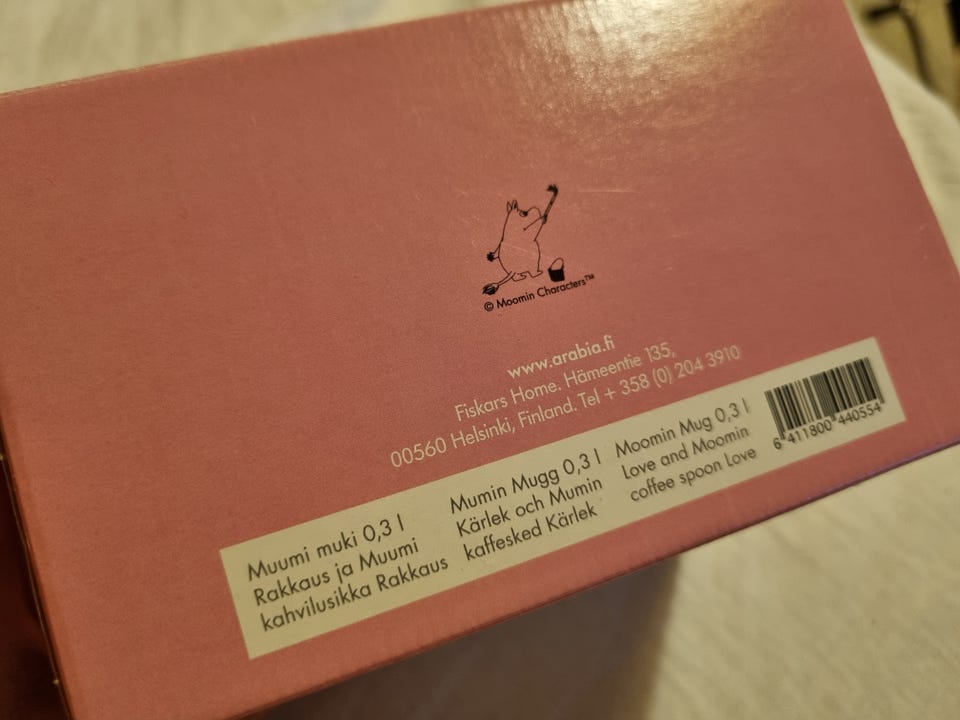 © Moomin Characters™
www.arabia.fi
Fiskars Home. Hämeentie 135,
00560 Helsinki, Finland. Tel + 358 (0) 204 3910
Muumi muki 0,3 l
Rakkaus ja Muumi
kahvilusikka Rakkaus
Mumin Mugg 0,3 l
Kärlek och Mumin
kaffesked Kärlek
Moomin Mug 0,3 l
Love and Moomin
coffee spoon Love
6 411800 440554